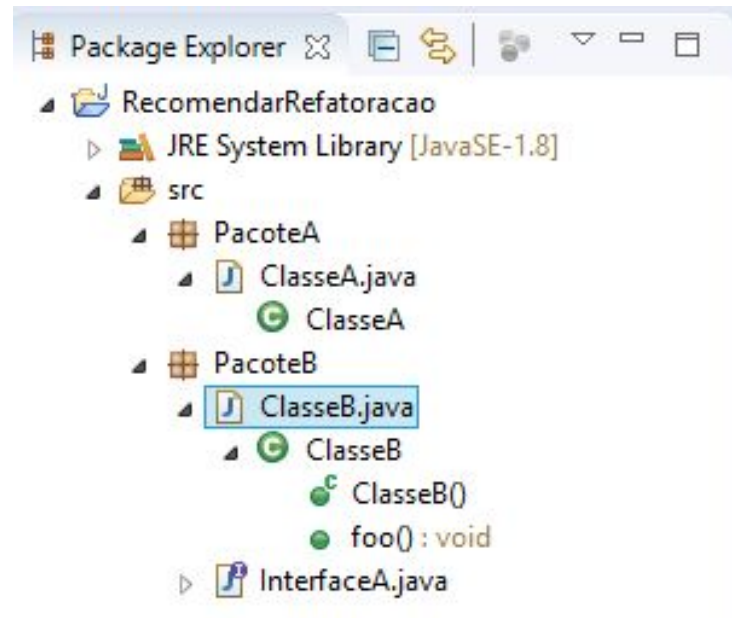 Package Explorer
RecomendarRefatoracao
JRE System Library [JavaSE-1.8]
src
PacoteA
ClasseA.java
ClasseA
PacoteB
ClasseB.java
ClasseB
ClasseB()
foo() : void
InterfaceA.java